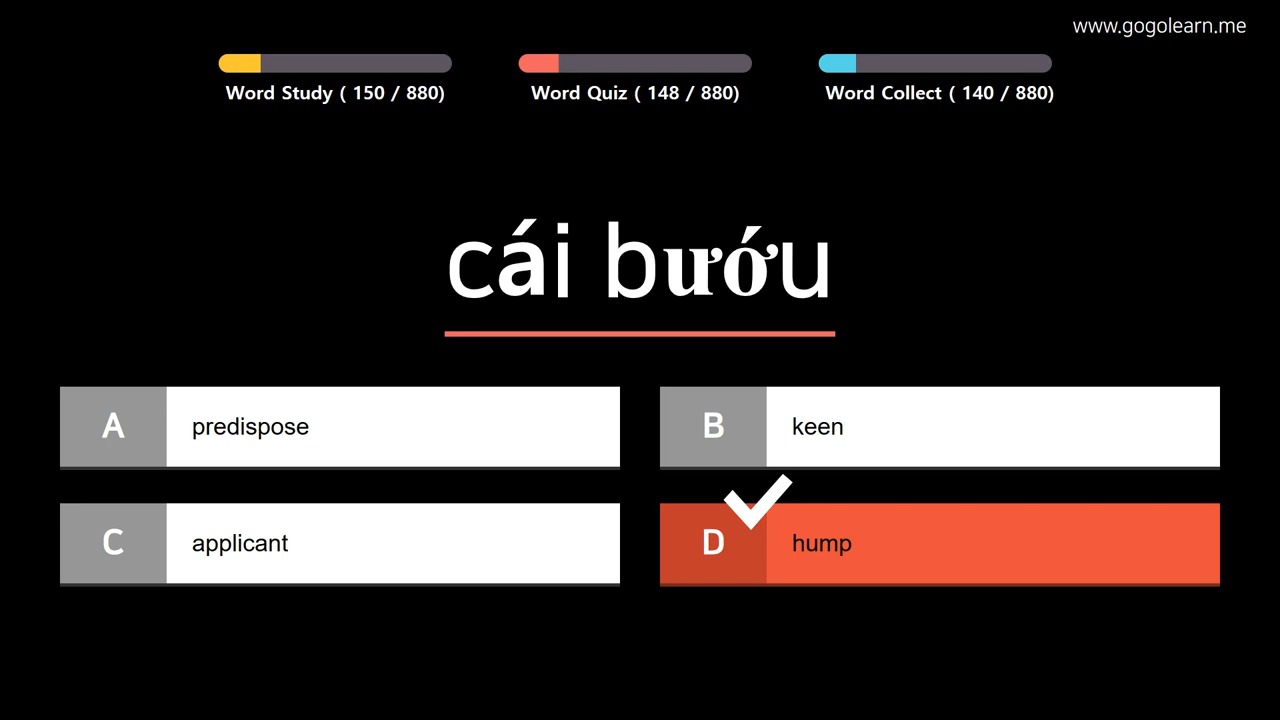 www.gogolearn.me
Word Study ( 150 / 880)
Word Quiz ( 148 / 880)
Word Collect ( 140 / 880)
cái bướu
A predispose
B keen
C applicant
D hump